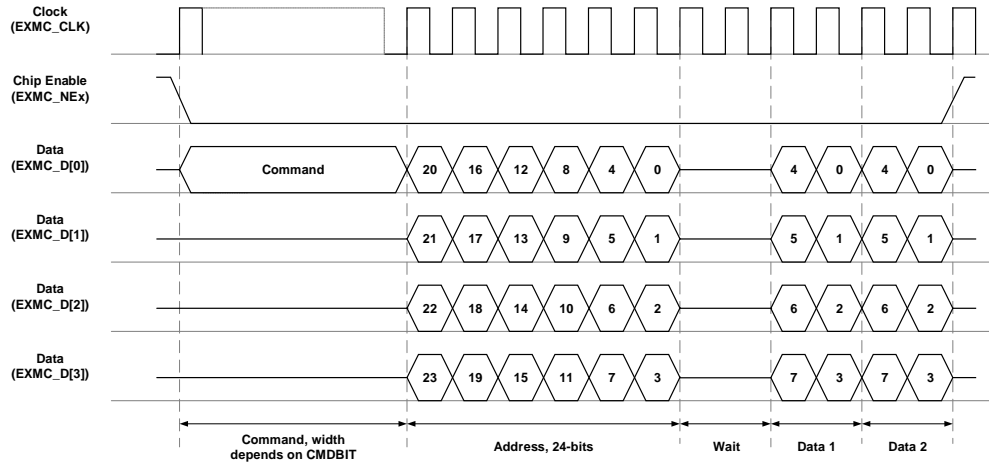 Clock
(EXMC_CLK)
Chip Enable
(EXMC_NEx)
Data
(EXMC_D[0])
Command
20 16 12 8 4 0 4 0 4 0
Data
(EXMC_D[1])
21 17 13 9 5 1 5 1 5 1
Data
(EXMC_D[2])
22 18 14 10 6 2 6 2 6 2
Data
(EXMC_D[3])
23 19 15 11 7 3 7 3 7 3
Command, width
depends on CMDBIT
Address, 24-bits
Wait
Data 1
Data 2